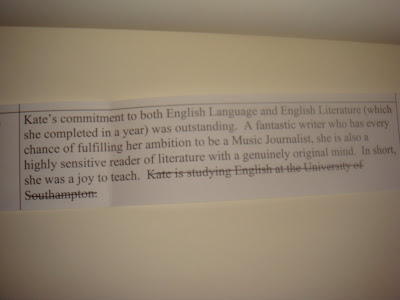 Kate's commitment to both English Language and English Literature (which
she completed in a year) was outstanding. A fantastic writer who has every
chance of fulfilling her ambition to be a Music Journalist, she is also a
highly sensitive reader of literature with a genuinely original mind. In short,
she was a joy to teach. Kate is studying English at the University of
Southampton.